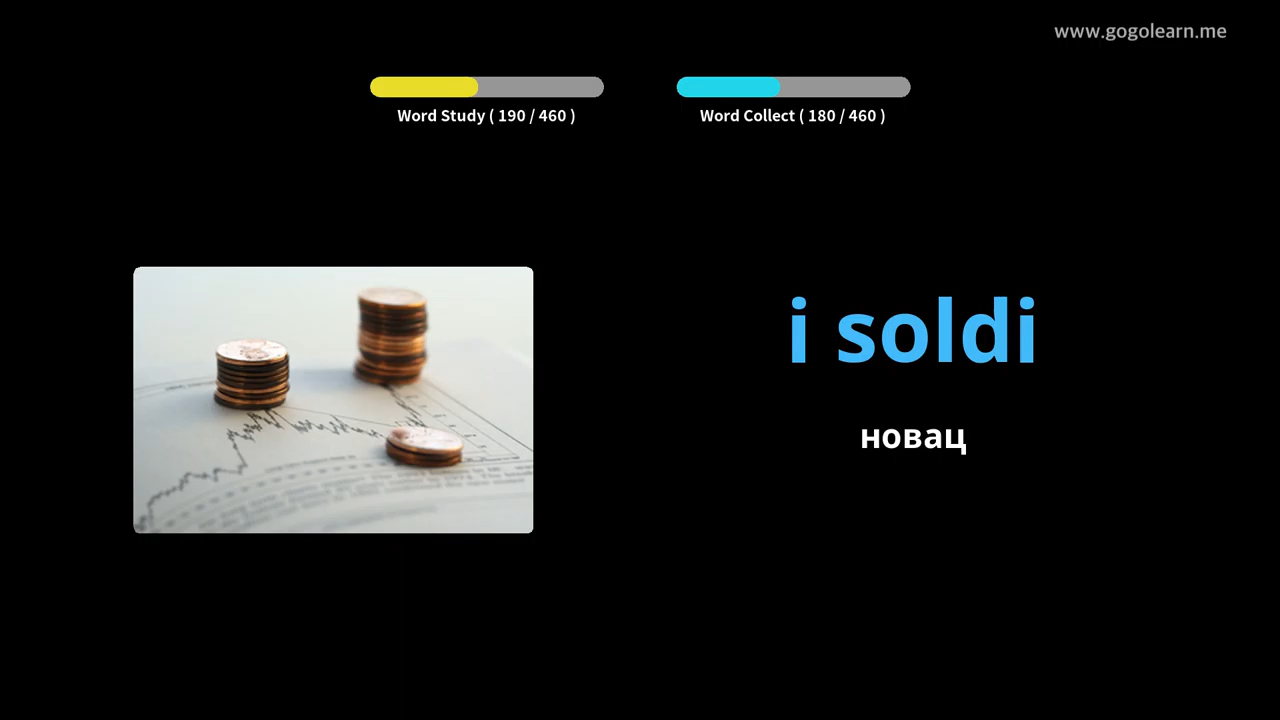 www.gogolearn.me
Word Study ( 190 / 460 )
Word Collect ( 180 / 460 )
i soldi
новац